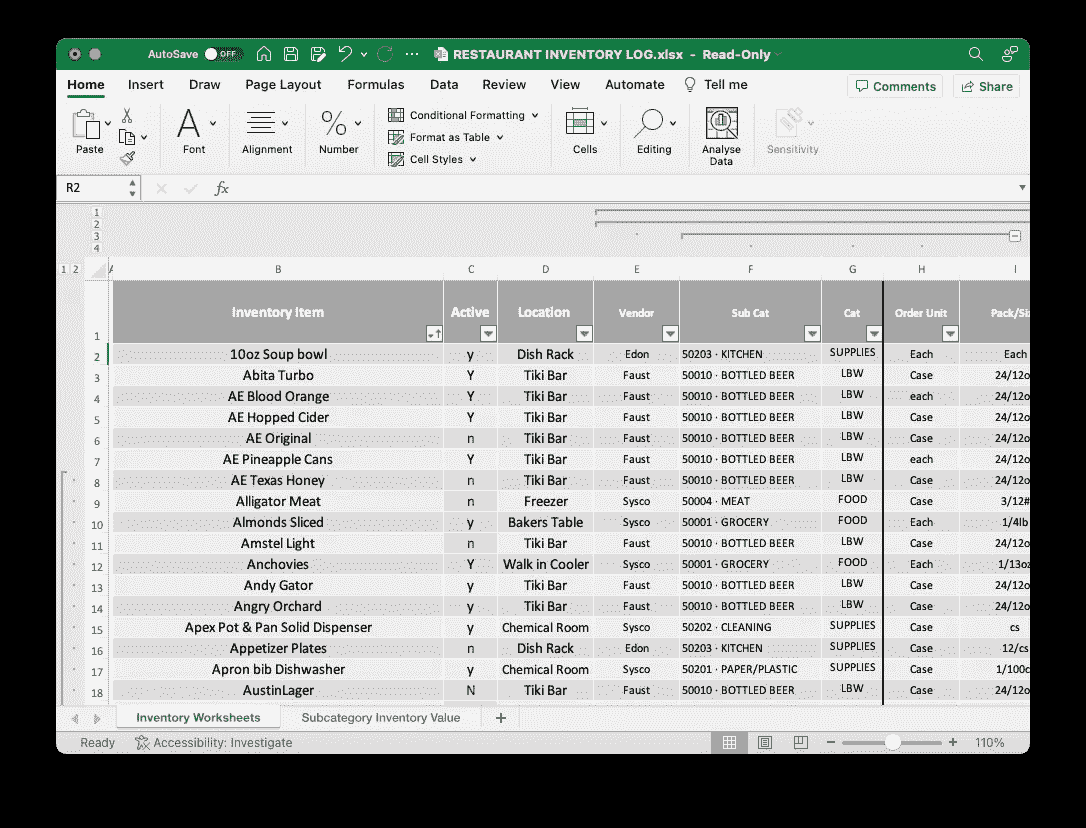 AutoSave OFF RESTAURANT INVENTORY LOG.xlsx - Read-Only
Home Insert Draw Page Layout Formulas Data Review View Automate Tell me Comments Share
Paste Font Alignment Number Conditional Formatting Format as Table Cell Styles Cells Editing Analyse Data Sensitivity
R2 fx
1
2
3
4
1 2 A B C D E F G H I
1 Inventory Item Active Location Vendor Sub Cat Cat Order Unit Pack/Si
2 10oz Soup bowl y Dish Rack Edon 50203 · KITCHEN SUPPLIES Each Each
3 Abita Turbo Y Tiki Bar Faust 50010 · BOTTLED BEER LBW Case 24/12o
4 AE Blood Orange Y Tiki Bar Faust 50010 · BOTTLED BEER LBW each 24/12o
5 AE Hopped Cider Y Tiki Bar Faust 50010 · BOTTLED BEER LBW Case 24/12o
6 AE Original n Tiki Bar Faust 50010 · BOTTLED BEER LBW Case 24/12o
7 AE Pineapple Cans Y Tiki Bar Faust 50010 · BOTTLED BEER LBW each 24/12o
8 AE Texas Honey n Tiki Bar Faust 50010 · BOTTLED BEER LBW Case 24/12o
9 Alligator Meat n Freezer Sysco 50004 · MEAT FOOD Case 3/12#
10 Almonds Sliced y Bakers Table Sysco 50001 · GROCERY FOOD Each 1/4lb
11 Amstel Light n Tiki Bar Faust 50010 · BOTTLED BEER LBW Case 24/12o
12 Anchovies Y Walk in Cooler Sysco 50001 · GROCERY FOOD Each 1/13oz
13 Andy Gator y Tiki Bar Faust 50010 · BOTTLED BEER LBW Case 24/12o
14 Angry Orchard y Tiki Bar Faust 50010 · BOTTLED BEER LBW Case 24/12o
15 Apex Pot & Pan Solid Dispenser y Chemical Room Sysco 50202 · CLEANING SUPPLIES Case cs
16 Appetizer Plates n Dish Rack Edon 50203 · KITCHEN SUPPLIES Case 12/cs
17 Apron bib Dishwasher y Chemical Room Sysco 50201 · PAPER/PLASTIC SUPPLIES Case 1/100c
18 AustinLager N Tiki Bar Faust 50010 · BOTTLED BEER LBW Case 24/12o
Inventory Worksheets Subcategory Inventory Value +
Ready Accessibility: Investigate − + 110%